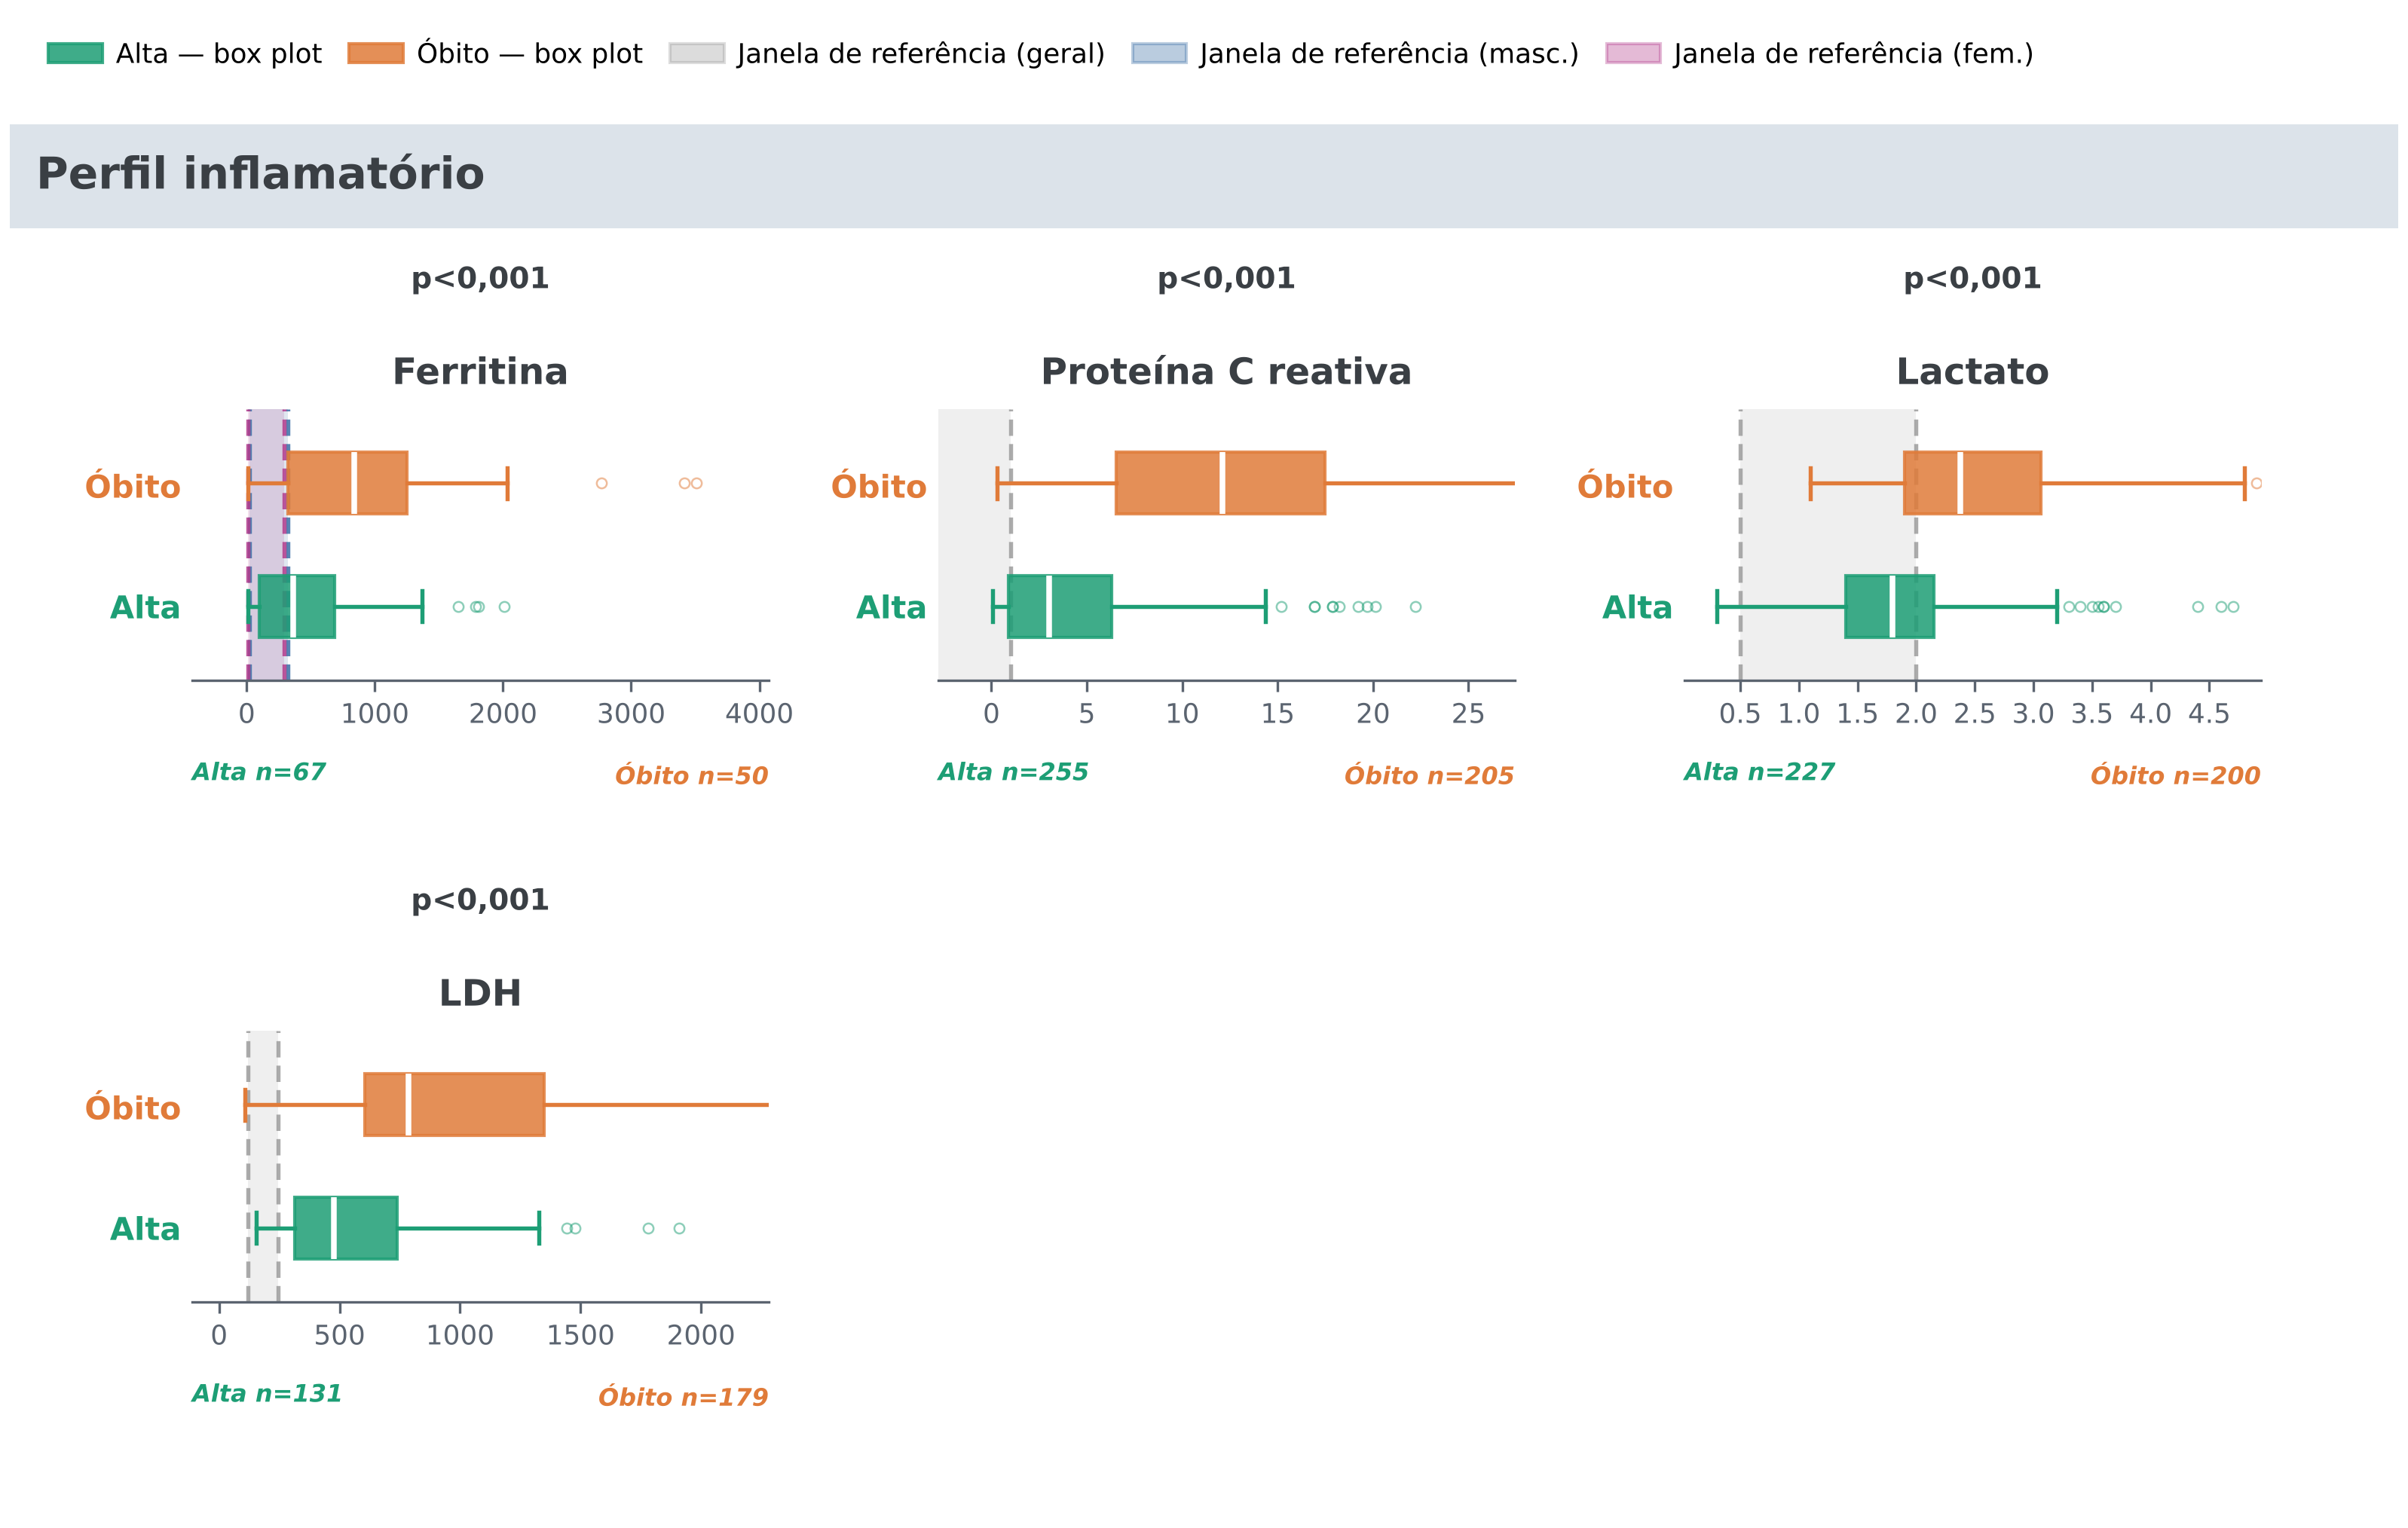 Alta — box plot Óbito — box plot Janela de referência (geral) Janela de referência (masc.) Janela de referência (fem.)
Perfil inflamatório
p<0,001
Ferritina
Óbito
Alta
0 1000 2000 3000 4000
Alta n=67 Óbito n=50
p<0,001
Proteína C reativa
Óbito
Alta
0 5 10 15 20 25
Alta n=255 Óbito n=205
p<0,001
Lactato
Óbito
Alta
0.5 1.0 1.5 2.0 2.5 3.0 3.5 4.0 4.5
Alta n=227 Óbito n=200
p<0,001
LDH
Óbito
Alta
0 500 1000 1500 2000
Alta n=131 Óbito n=179